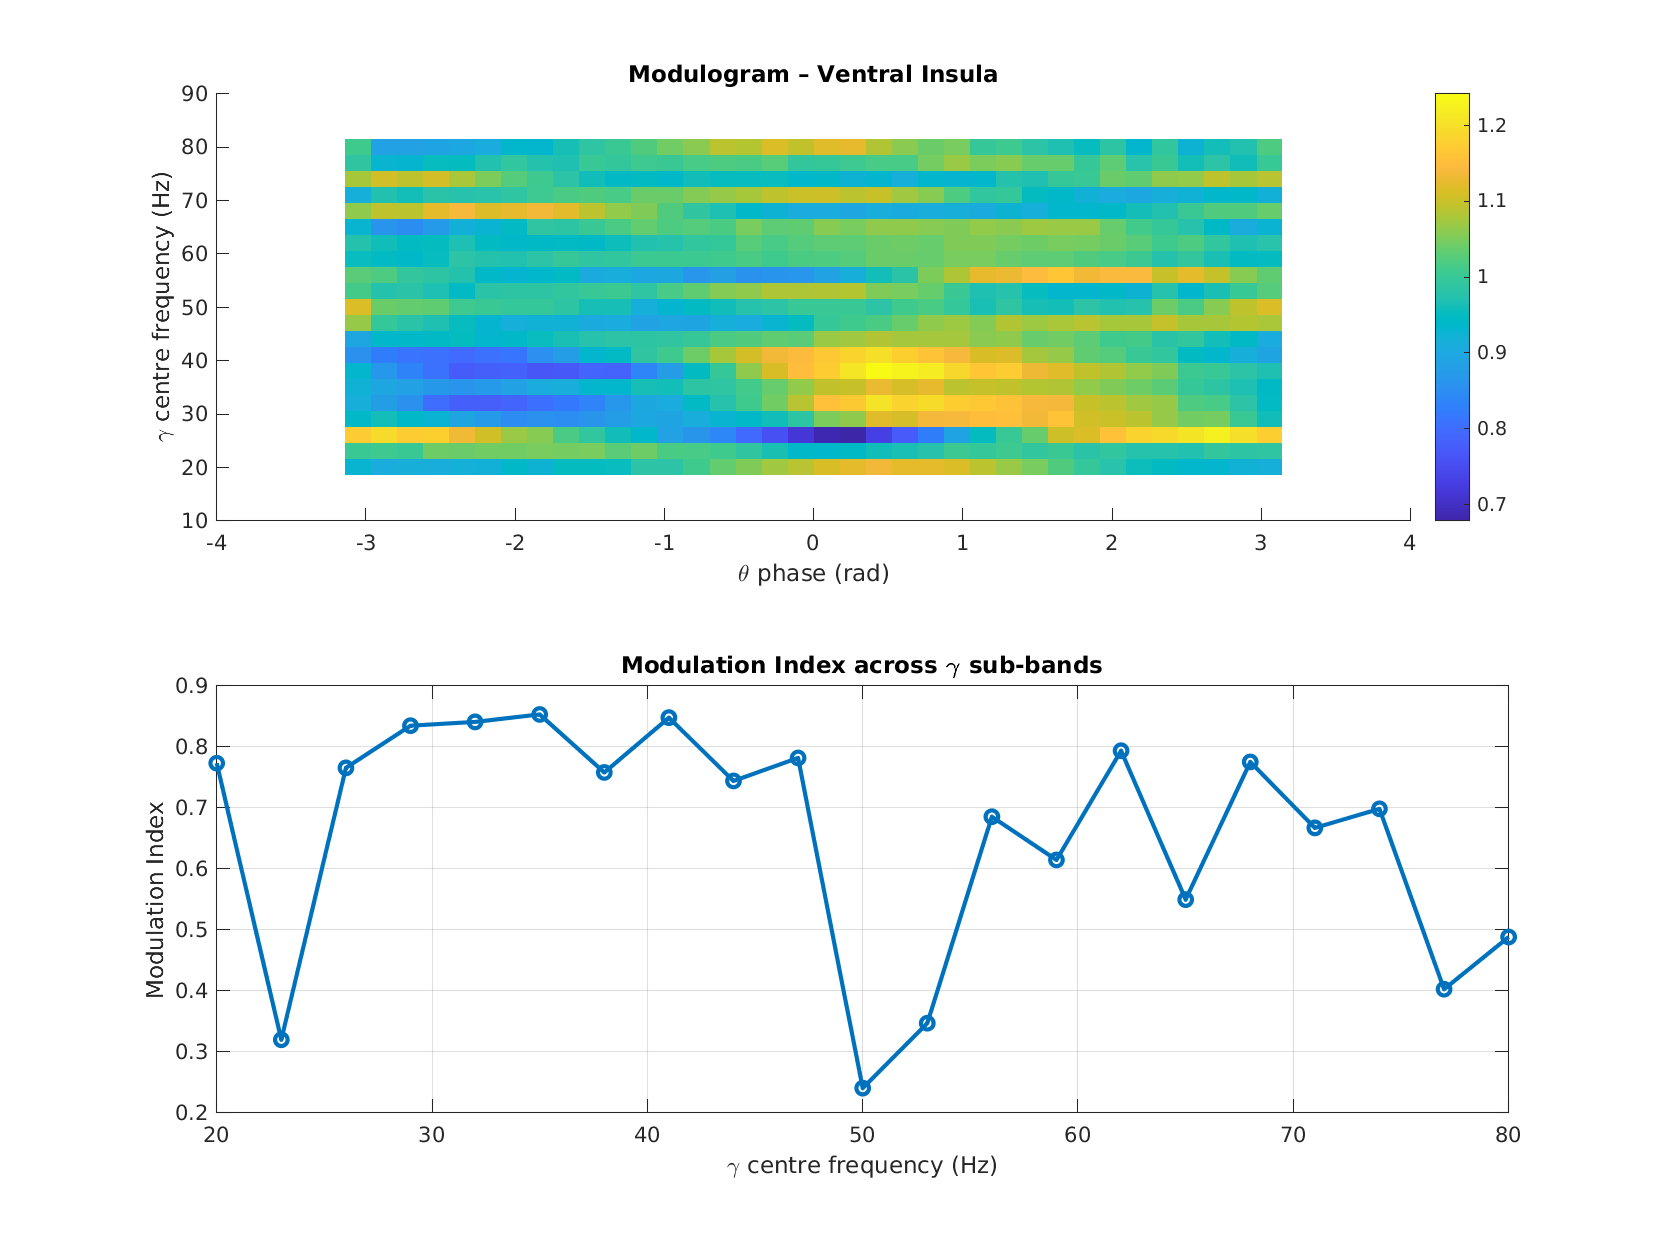 Modulogram – Ventral Insula
90
80
70
60
50
40
30
20
10
γ centre frequency (Hz)
-4 -3 -2 -1 0 1 2 3 4
θ phase (rad)
1.2
1.1
1
0.9
0.8
0.7
Modulation Index across γ sub-bands
0.9
0.8
0.7
0.6
0.5
0.4
0.3
0.2
Modulation Index
20 30 40 50 60 70 80
γ centre frequency (Hz)